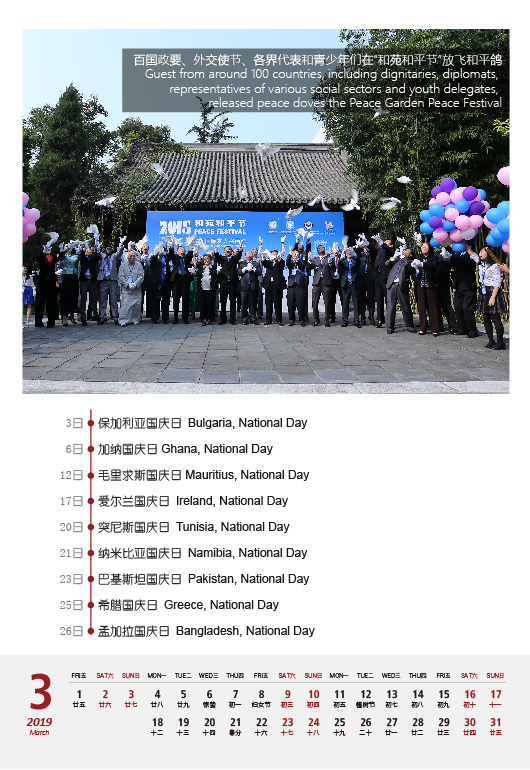 百国政要、外交使节、各界代表和青少年们在“和苑和平节”放飞和平鸽
Guest from around 100 countries, including dignitaries, diplomats,
representatives of various social sectors and youth delegates,
released peace doves the Peace Garden Peace Festival
2015 和苑和平节
PEACE FESTIVAL
3日 保加利亚国庆日 Bulgaria, National Day
6日 加纳国庆日 Ghana, National Day
12日 毛里求斯国庆日 Mauritius, National Day
17日 爱尔兰国庆日 Ireland, National Day
20日 突尼斯国庆日 Tunisia, National Day
21日 纳米比亚国庆日 Namibia, National Day
23日 巴基斯坦国庆日 Pakistan, National Day
25日 希腊国庆日 Greece, National Day
26日 孟加拉国庆日 Bangladesh, National Day
3
2019
March
FRI五 SAT六 SUN日 MON一 TUE二 WED三 THU四 FRI五 SAT六 SUN日 MON一 TUE二 WED三 THU四 FRI五 SAT六 SUN日
1 2 3 4 5 6 7 8 9 10 11 12 13 14 15 16 17
廿五 廿六 廿七 廿八 廿九 惊蛰 初一 妇女节 初三 初四 初五 植树节 初七 初八 初九 初十 十一
18 19 20 21 22 23 24 25 26 27 28 29 30 31
十二 十三 十四 春分 十六 十七 十八 十九 二十 廿一 廿二 廿三 廿四 廿五